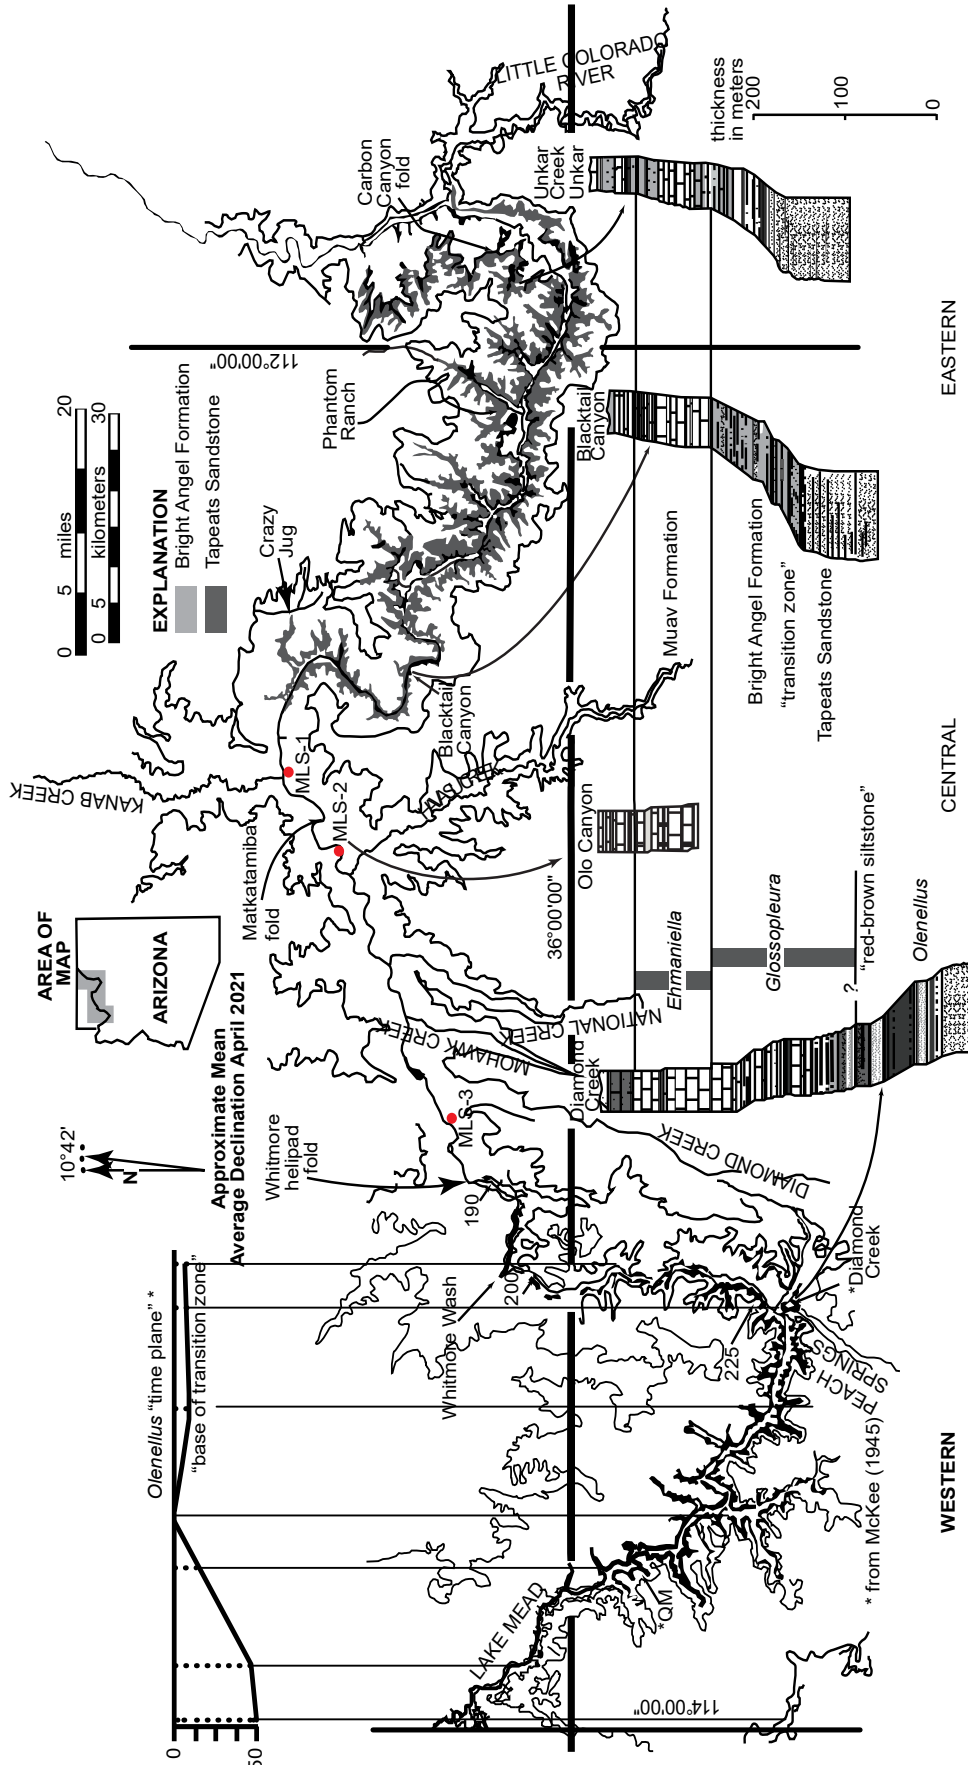 10°42'
N
Approximate Mean
Average Declination April 2021
AREA OF
MAP
ARIZONA
0 5 20
miles
0 5 30
kilometers
EXPLANATION
Bright Angel Formation
Tapeats Sandstone
Olenellus “time plane” *
“base of transition zone”
0
50
KANAB CREEK
Crazy
Jug
Phantom
Ranch
112°00'00"
Carbon
Canyon
fold
LITTLE COLORADO
RIVER
MLS-1
MLS-2
MLS-3
Matkatamiba
fold
Whitmore
helipad
fold
190
200
Whitmore Wash
225
Blacktail
Canyon
MOHAWK CREEK
NATIONAL CREEK
DIAMOND CREEK
*Diamond
Creek
PEACH
SPRINGS
LAKE MEAD
*QM
114°00'00"
36°00'00"
Diamond
Creek
Olo Canyon
Blacktail
Canyon
Unkar
Creek
Unkar
Ehmaniella
Glossopleura
?
“red-brown siltstone”
Olenellus
Muav Formation
Bright Angel Formation
“transition zone”
Tapeats Sandstone
thickness
in meters
200
100
0
* from McKee (1945)
WESTERN
CENTRAL
EASTERN